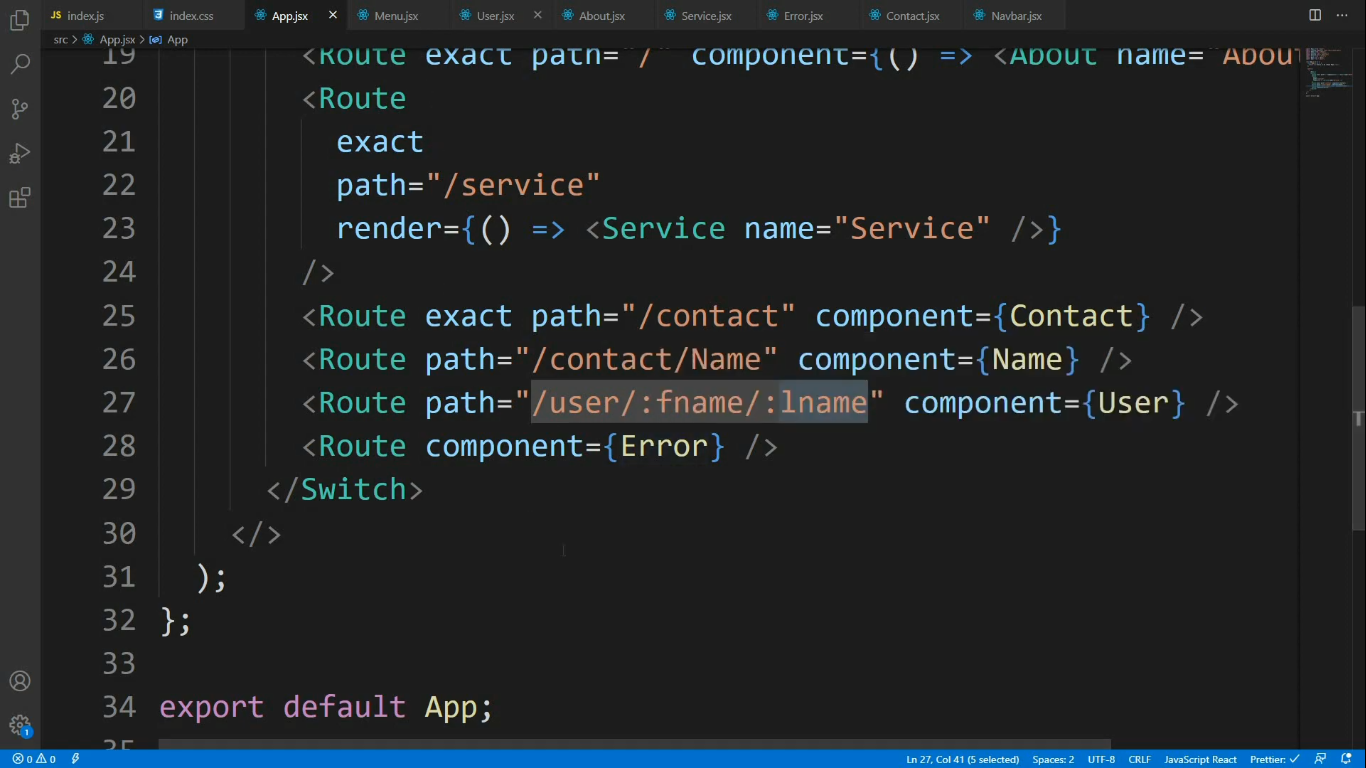 JS index.js index.css App.jsx × Menu.jsx User.jsx × About.jsx Service.jsx Error.jsx Contact.jsx Navbar.jsx ···
src > App.jsx > App
19 <Route exact path="/" component={() => <About name="Abou
20 <Route
21 exact
22 path="/service"
23 render={() => <Service name="Service" />}
24 />
25 <Route exact path="/contact" component={Contact} />
26 <Route path="/contact/Name" component={Name} />
27 <Route path="/user/:fname/:lname" component={User} />
28 <Route component={Error} />
29 </Switch>
30 </>
31 );
32 };
33
34 export default App;
35
1
0 0 Ln 27, Col 41 (5 selected) Spaces: 2 UTF-8 CRLF JavaScript React Prettier: ✓